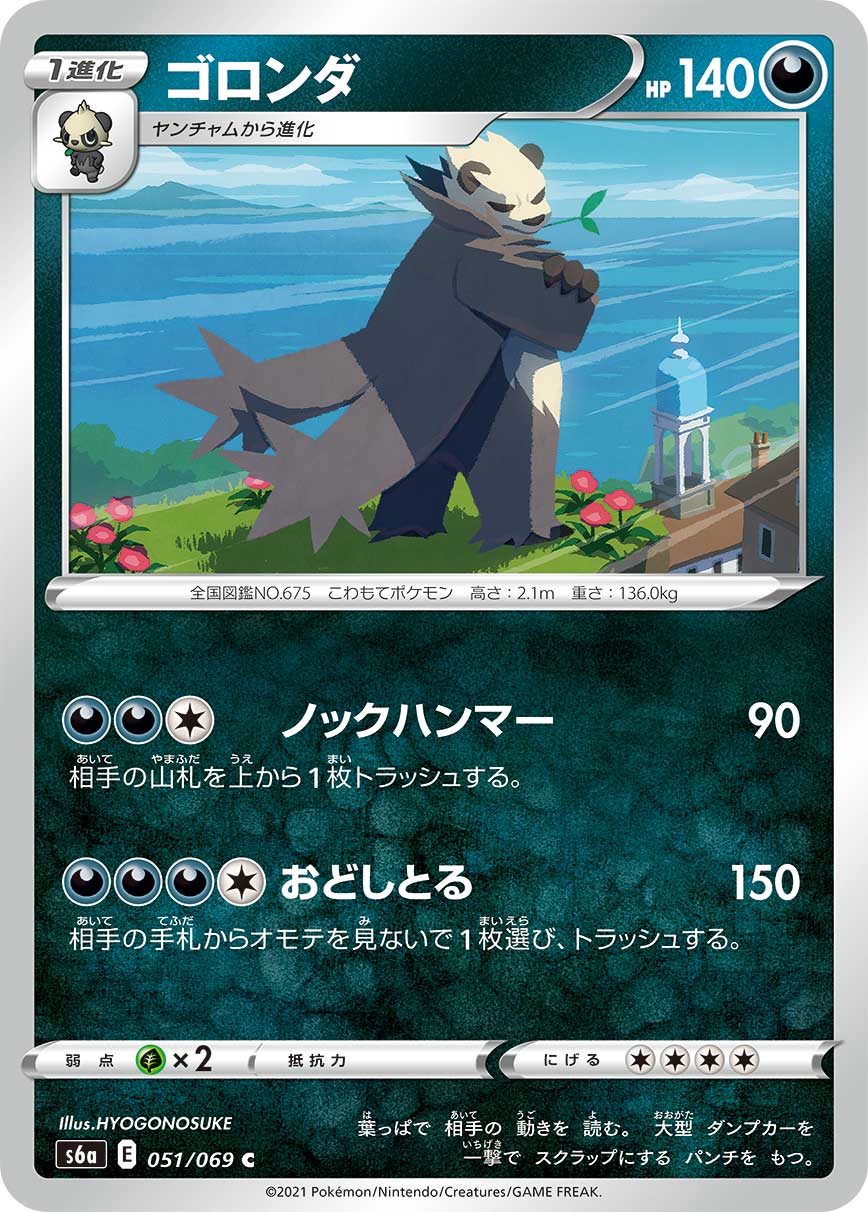 1進化
ゴロンダ
HP 140
ヤンチャムから進化
全国図鑑NO.675 こわもてポケモン 高さ:2.1m 重さ:136.0kg
ノックハンマー 90
相手の山札を上から1枚トラッシュする。
おどしとる 150
相手の手札からオモテを見ないで1枚選び、トラッシュする。
弱点 ×2 抵抗力 にげる
Illus.HYOGONOSUKE
葉っぱで 相手の 動きを 読む。 大型 ダンプカーを
一撃で スクラップにする パンチを もつ。
s6a E 051/069 C
©2021 Pokémon/Nintendo/Creatures/GAME FREAK.